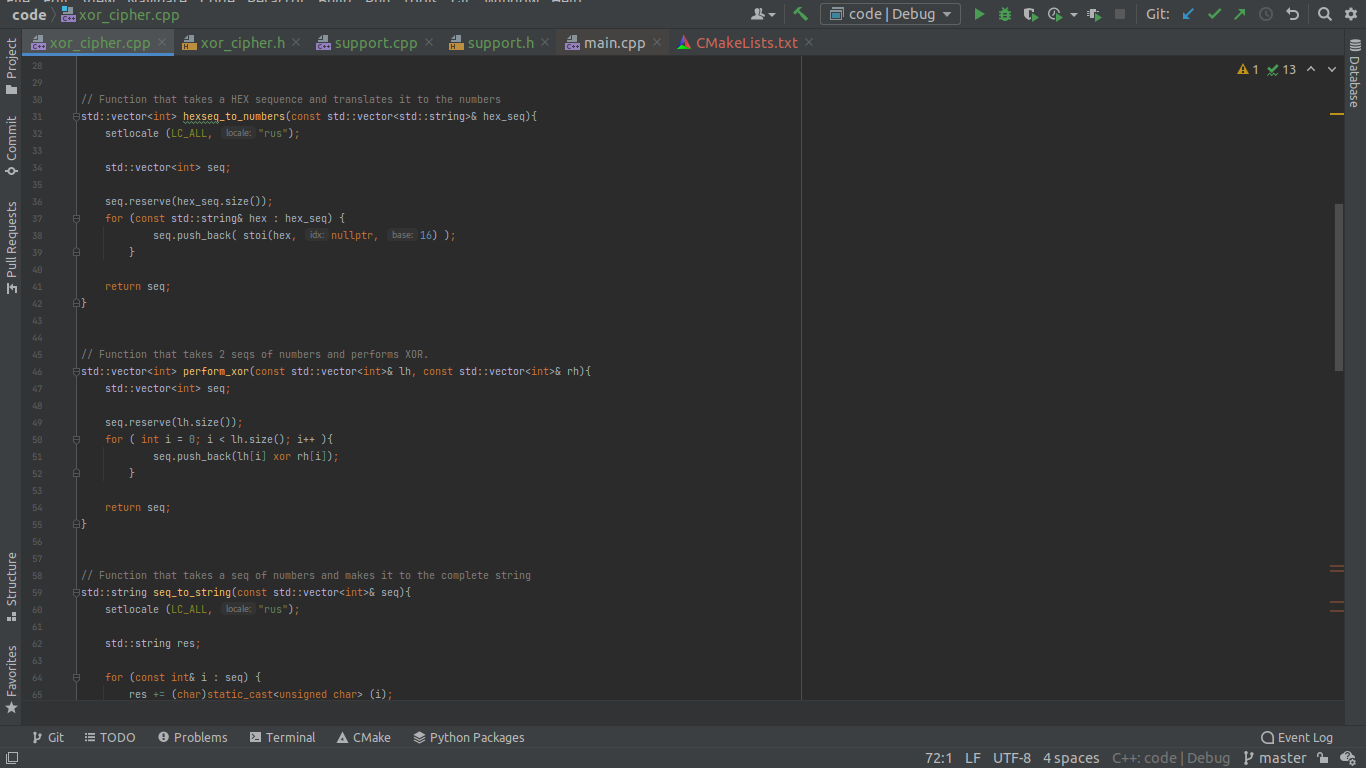 code xor_cipher.cpp
code | Debug
Git:
xor_cipher.cpp xor_cipher.h support.cpp support.h main.cpp CMakeLists.txt
1 13
Project
Commit
Pull Requests
Structure
Favorites
Database
28
29
30 // Function that takes a HEX sequence and translates it to the numbers
31 std::vector<int> hexseq_to_numbers(const std::vector<std::string>& hex_seq){
32 setlocale (LC_ALL, locale: "rus");
33
34 std::vector<int> seq;
35
36 seq.reserve(hex_seq.size());
37 for (const std::string& hex : hex_seq) {
38 seq.push_back( stoi(hex, idx: nullptr, base: 16) );
39 }
40
41 return seq;
42 }
43
44
45 // Function that takes 2 seqs of numbers and performs XOR.
46 std::vector<int> perform_xor(const std::vector<int>& lh, const std::vector<int>& rh){
47 std::vector<int> seq;
48
49 seq.reserve(lh.size());
50 for ( int i = 0; i < lh.size(); i++ ){
51 seq.push_back(lh[i] xor rh[i]);
52 }
53
54 return seq;
55 }
56
57
58 // Function that takes a seq of numbers and makes it to the complete string
59 std::string seq_to_string(const std::vector<int>& seq){
60 setlocale (LC_ALL, locale: "rus");
61
62 std::string res;
63
64 for (const int& i : seq) {
65 res += (char)static_cast<unsigned char> (i);
Git TODO Problems Terminal CMake Python Packages Event Log
72:1 LF UTF-8 4 spaces C++: code | Debug master